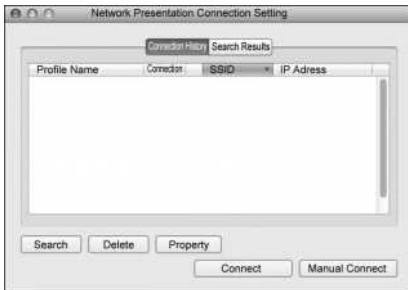 Network Presentation Connection Setting
Connection History Search Results
Profile Name Connection SSID IP Adress
Search Delete Property
Connect Manual Connect